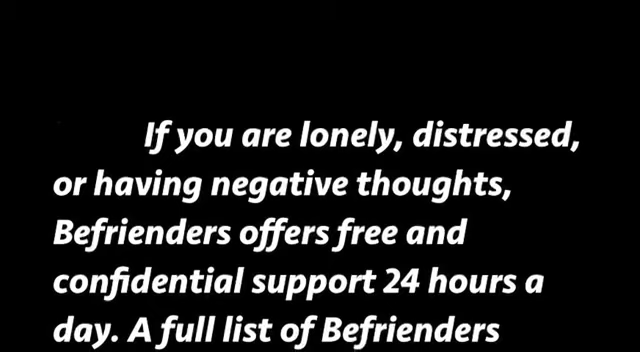 If you are lonely, distressed,
or having negative thoughts,
Befrienders offers free and
confidential support 24 hours a
day. A full list of Befrienders